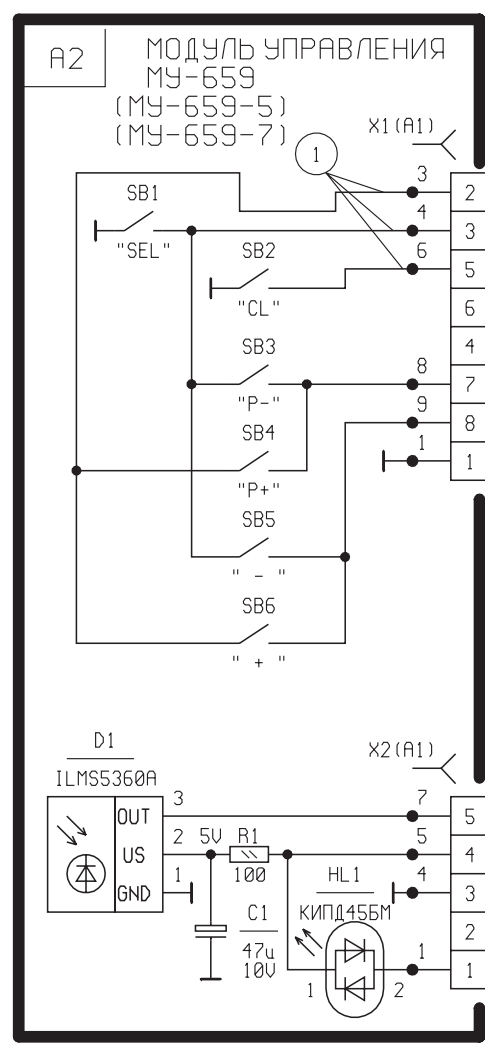 А2
МОДУЛЬ УПРАВЛЕНИЯ
МУ-659
(МУ-659-5)
(МУ-659-7)
1
X1(A1)
3
2
SB1
4
3
"SEL"
SB2
6
5
"CL"
6
SB3
4
8
7
"P-"
9
8
SB4
1
1
"P+"
SB5
" - "
SB6
" + "
D1
X2(A1)
ILMS5360A
OUT
3
7
5
US
2
5V
R1
5
4
100
GND
1
HL1
4
3
C1
КИПД45БМ
47u
10V
2
1
2
1
1